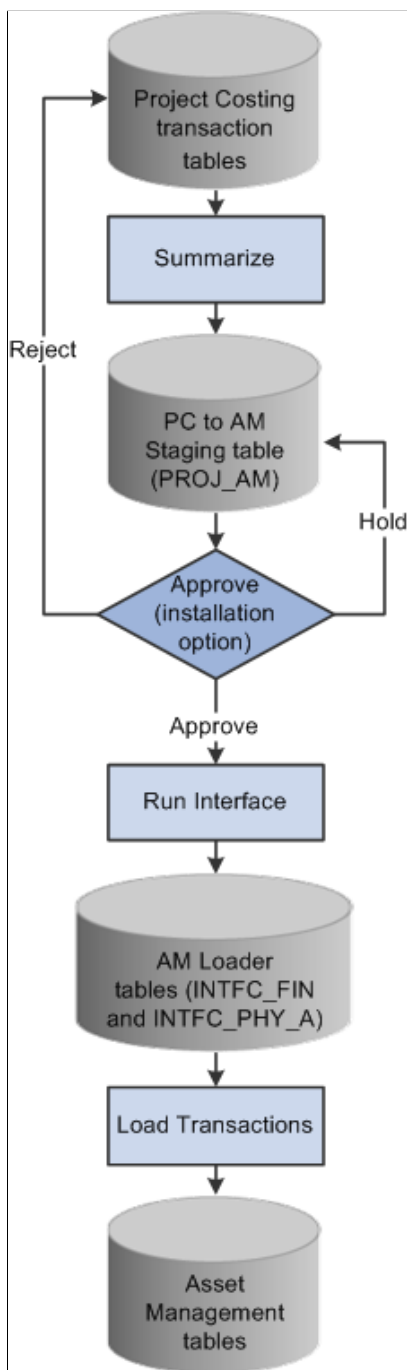 Project Costing
transaction
tables
Summarize
Reject
PC to AM
Staging table
(PROJ_AM)
Hold
Approve
(installation
option)
Approve
Run Interface
AM Loader
tables (INTFC_FIN
and INTFC_PHY_A)
Load Transactions
Asset
Management
tables